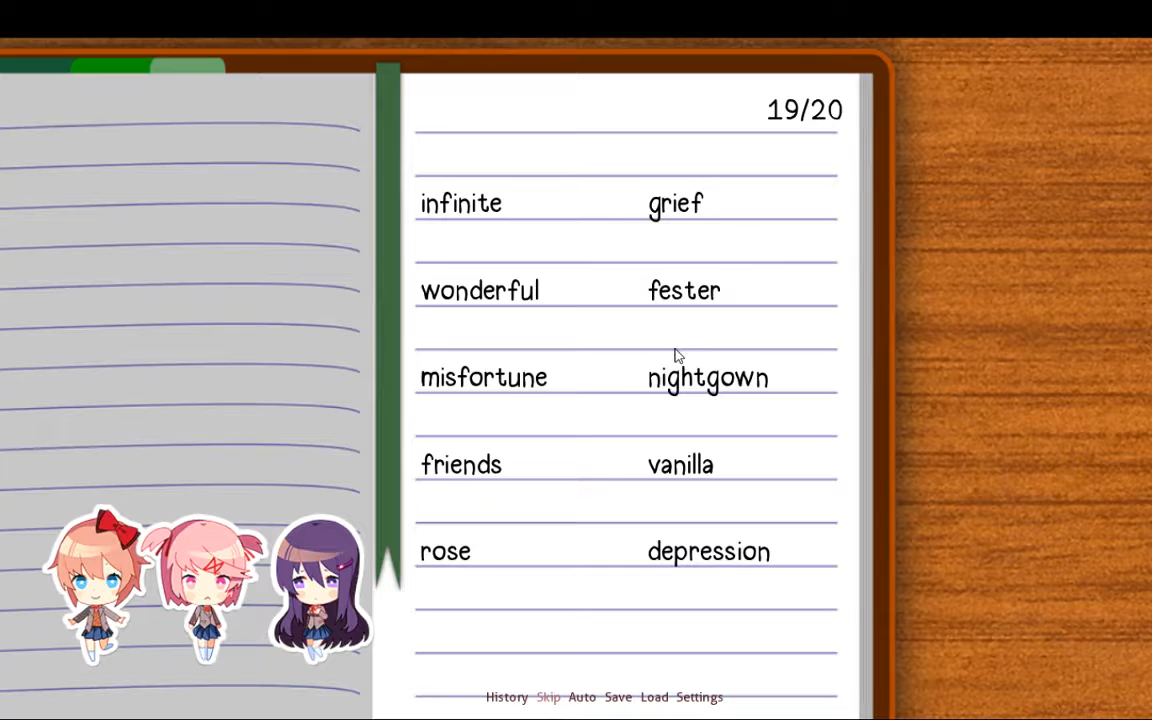 19/20
infinite grief
wonderful fester
misfortune nightgown
friends vanilla
rose depression
History Skip Auto Save Load Settings